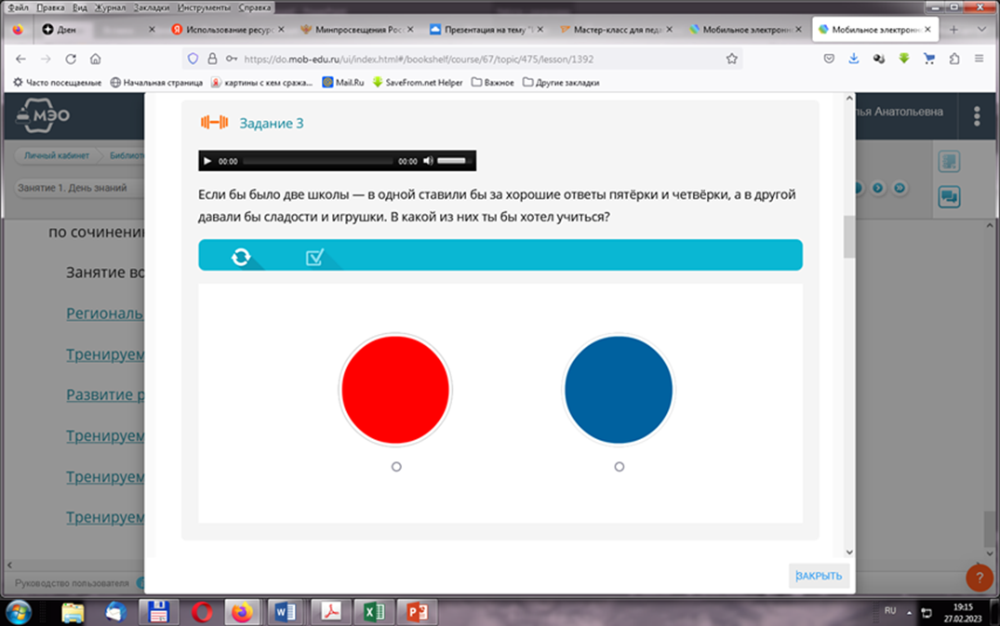 Файл Правка Вид Журнал Закладки Инструменты Справка
Дзен
Использование ресурс
Минпросвещения Рос
Презентация на тему "
Мастер-класс для педа
Мобильное электронн
Мобильное электронн
https://do.mob-edu.ru/ui/index.html#/bookshelf/course/67/topic/475/lesson/1392
Часто посещаемые Начальная страница картины с кем сража... Mail.Ru SaveFrom.net Helper Важное Другие закладки
МЭО
лья Анатольевна
Личный кабинет Библиот
Занятие 1. День знаний
по сочинени
Занятие во
Региональ
Тренируем
Развитие р
Тренируем
Тренируем
Тренируем
Задание 3
00:00 00:00
Если бы было две школы — в одной ставили бы за хорошие ответы пятёрки и четвёрки, а в другой
давали бы сладости и игрушки. В какой из них ты бы хотел учиться?
ЗАКРЫТЬ
Руководство пользователя
?
RU
19:15
27.02.2023